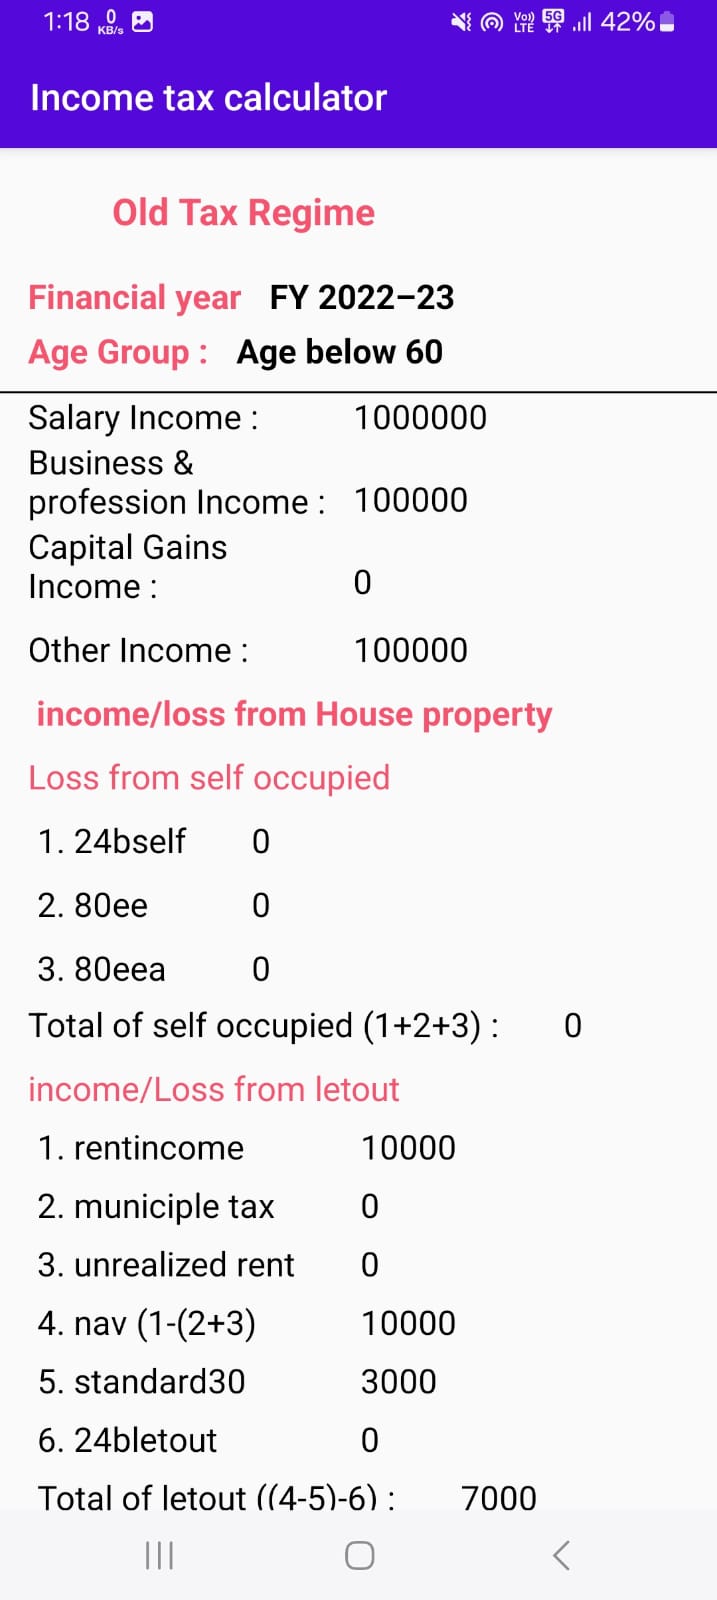 1:18 0 KB/s Vo)) LTE 5G 42%
Income tax calculator
Old Tax Regime
Financial year FY 2022–23
Age Group : Age below 60
Salary Income : 1000000
Business &
profession Income : 100000
Capital Gains
Income : 0
Other Income : 100000
income/loss from House property
Loss from self occupied
1. 24bself 0
2. 80ee 0
3. 80eea 0
Total of self occupied (1+2+3) : 0
income/Loss from letout
1. rentincome 10000
2. municiple tax 0
3. unrealized rent 0
4. nav (1-(2+3) 10000
5. standard30 3000
6. 24bletout 0
Total of letout ((4-5)-6) : 7000